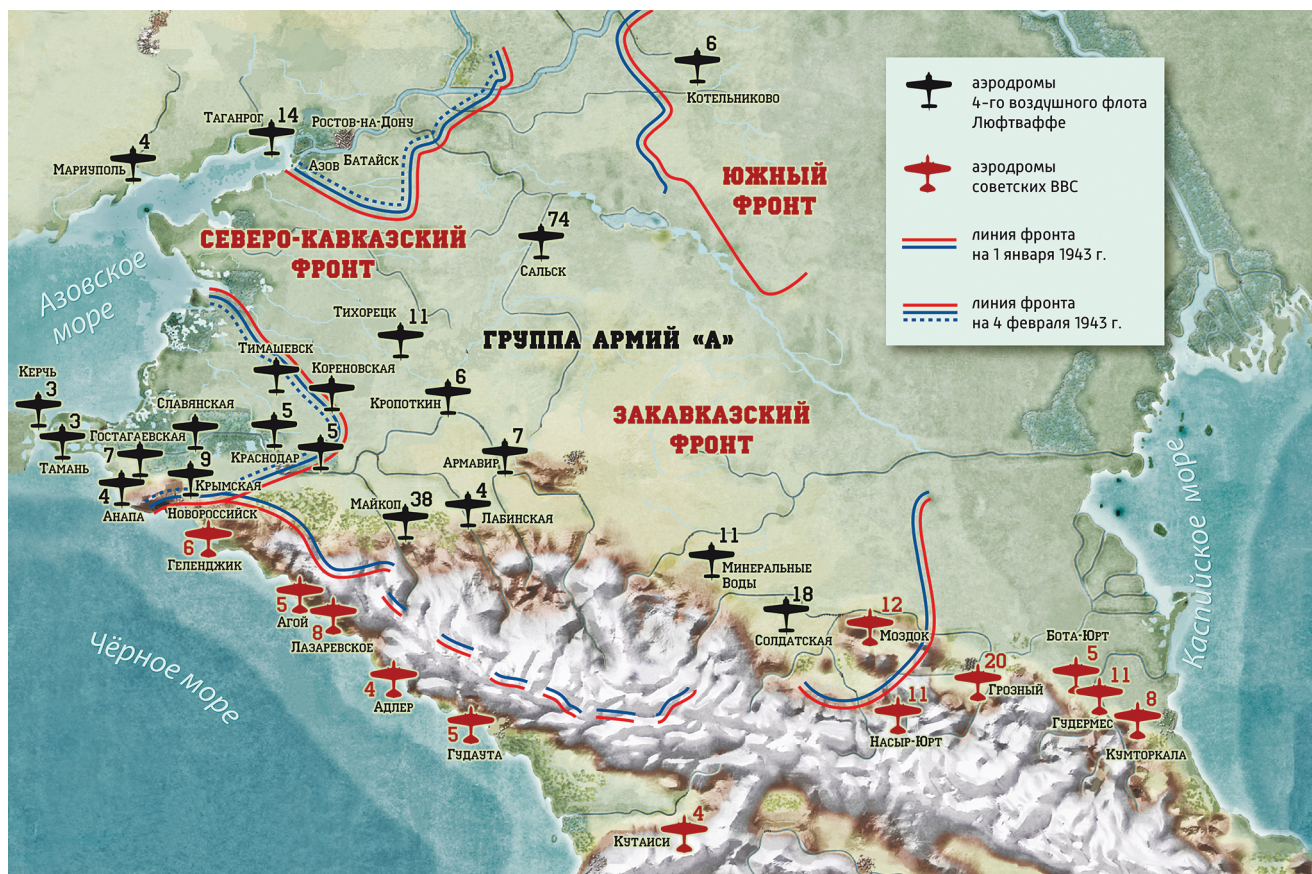 6
Котельниково
Таганрог
14
Ростов-на-Дону
Азов
Батайск
4
Мариуполь
аэродромы
4-го воздушного флота
Люфтваффе
аэродромы
советских ВВС
линия фронта
на 1 января 1943 г.
линия фронта
на 4 февраля 1943 г.
ЮЖНЫЙ
ФРОНТ
СЕВЕРО-КАВКАЗСКИЙ
ФРОНТ
74
Сальск
Азовское
море
Тихорецк
11
ГРУППА АРМИЙ «А»
Тимашевск
Кореновская
Керчь
3
Кропоткин
6
Славянская
ЗАКАВКАЗСКИЙ
ФРОНТ
3
Тамань
Гостагаевская
7
5
Краснодар
5
Армавир
7
9
Крымская
4
Анапа
Новороссийск
Майкоп
38
4
Лабинская
6
Геленджик
11
Минеральные
Воды
18
Солдатская
12
Моздок
Каспийское море
5
Агой
8
Лазаревское
Чёрное море
4
Адлер
5
Гудаута
11
Насыр-Юрт
20
Грозный
Бота-Юрт
5
11
Гудермес
8
Кумторкала
4
Кутаиси